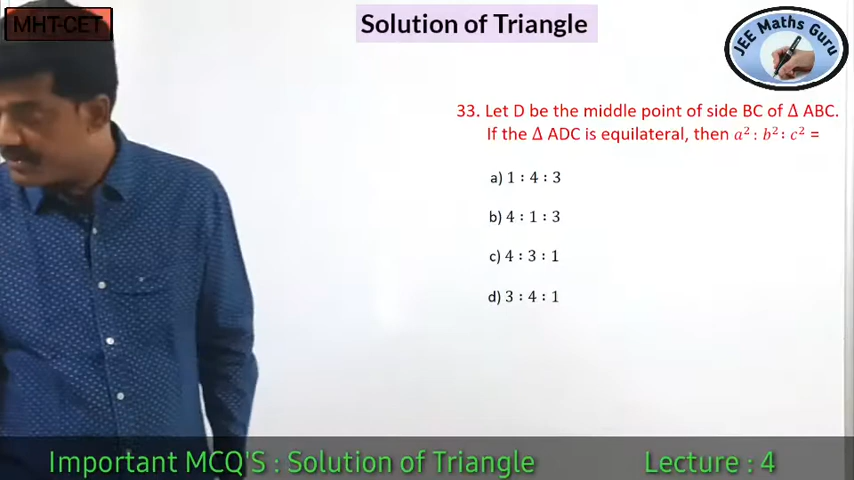 MHT-CET
Solution of Triangle
JEE Maths Guru
33. Let D be the middle point of side BC of Δ ABC.
If the Δ ADC is equilateral, then a² : b² : c² =
a) 1 : 4 : 3
b) 4 : 1 : 3
c) 4 : 3 : 1
d) 3 : 4 : 1
Important MCQ'S : Solution of Triangle
Lecture : 4